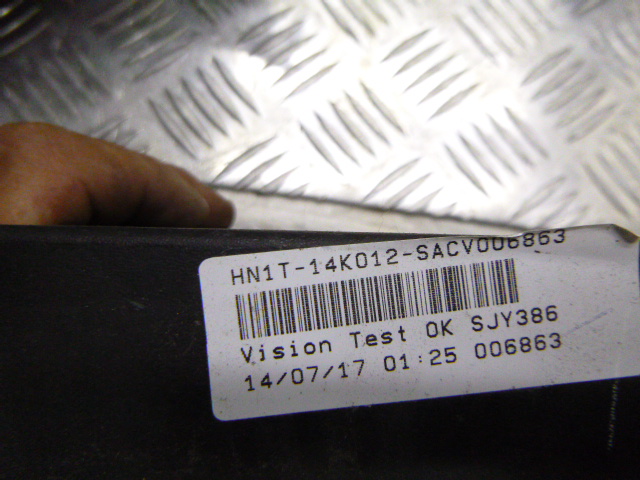 HN1T-14K012-SACV006863
Vision Test OK SJY386
14/07/17 01:25 006863